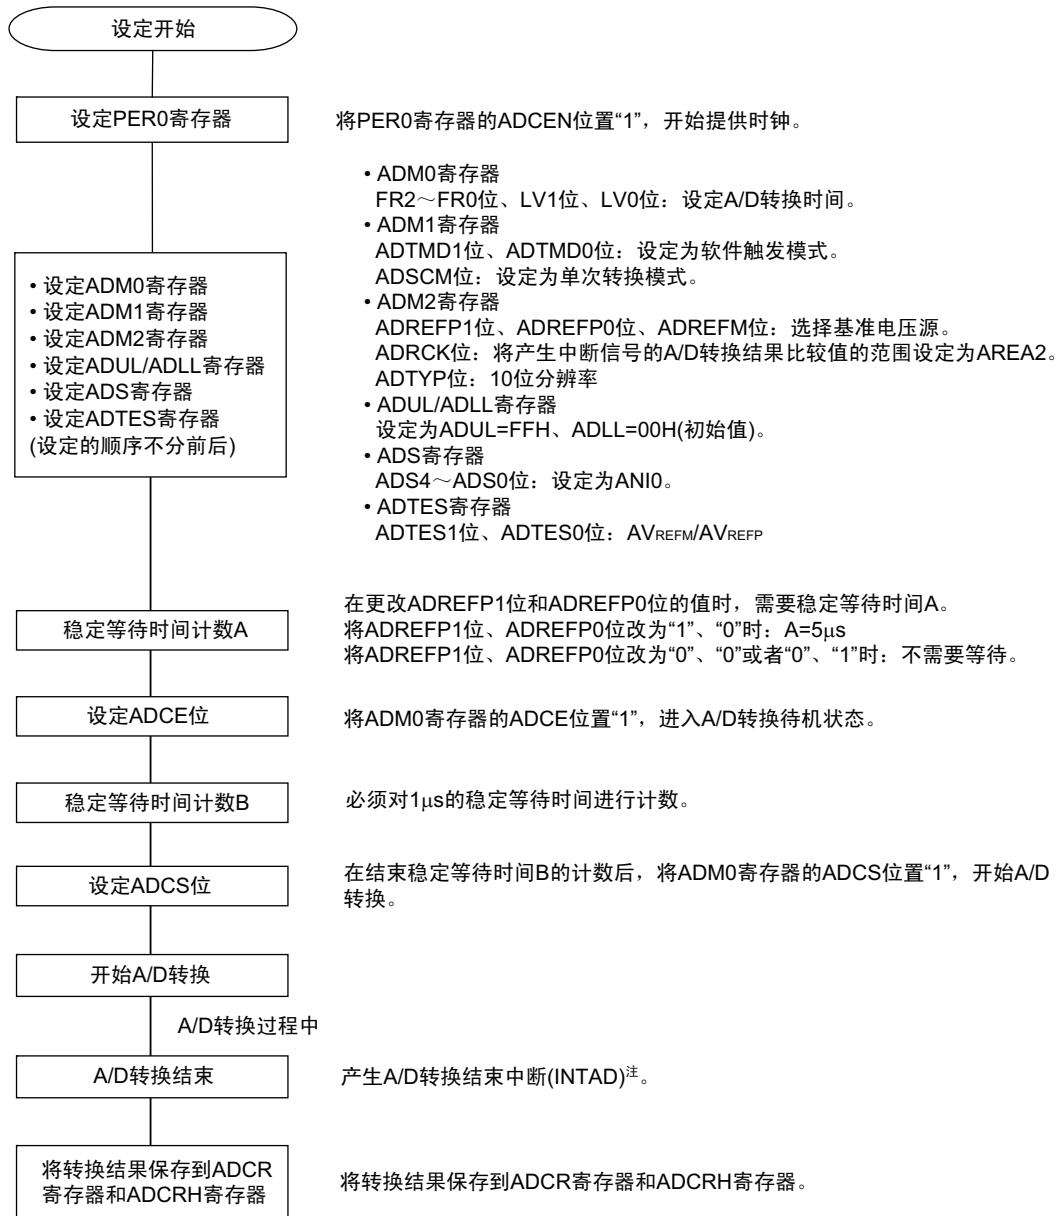 设定开始
设定PER0寄存器
将PER0寄存器的ADCEN位置“1”，开始提供时钟。
• 设定ADM0寄存器
• 设定ADM1寄存器
• 设定ADM2寄存器
• 设定ADUL/ADLL寄存器
• 设定ADS寄存器
• 设定ADTES寄存器
(设定的顺序不分前后)
• ADM0寄存器
FR2～FR0位、LV1位、LV0位：设定A/D转换时间。
• ADM1寄存器
ADTMD1位、ADTMD0位：设定为软件触发模式。
ADSCM位：设定为单次转换模式。
• ADM2寄存器
ADREFP1位、ADREFP0位、ADREFM位：选择基准电压源。
ADRCK位：将产生中断信号的A/D转换结果比较值的范围设定为AREA2。
ADTYP位：10位分辨率
• ADUL/ADLL寄存器
设定为ADUL=FFH、ADLL=00H(初始值)。
• ADS寄存器
ADS4～ADS0位：设定为ANI0。
• ADTES寄存器
ADTES1位、ADTES0位：AVREFM/AVREFP
稳定等待时间计数A
在更改ADREFP1位和ADREFP0位的值时，需要稳定等待时间A。
将ADREFP1位、ADREFP0位改为“1”、“0”时：A=5μs
将ADREFP1位、ADREFP0位改为“0”、“0”或者“0”、“1”时：不需要等待。
设定ADCE位
将ADM0寄存器的ADCE位置“1”，进入A/D转换待机状态。
稳定等待时间计数B
必须对1μs的稳定等待时间进行计数。
设定ADCS位
在结束稳定等待时间B的计数后，将ADM0寄存器的ADCS位置“1”，开始A/D
转换。
开始A/D转换
A/D转换过程中
A/D转换结束
产生A/D转换结束中断(INTAD)注。
将转换结果保存到ADCR
寄存器和ADCRH寄存器
将转换结果保存到ADCR寄存器和ADCRH寄存器。